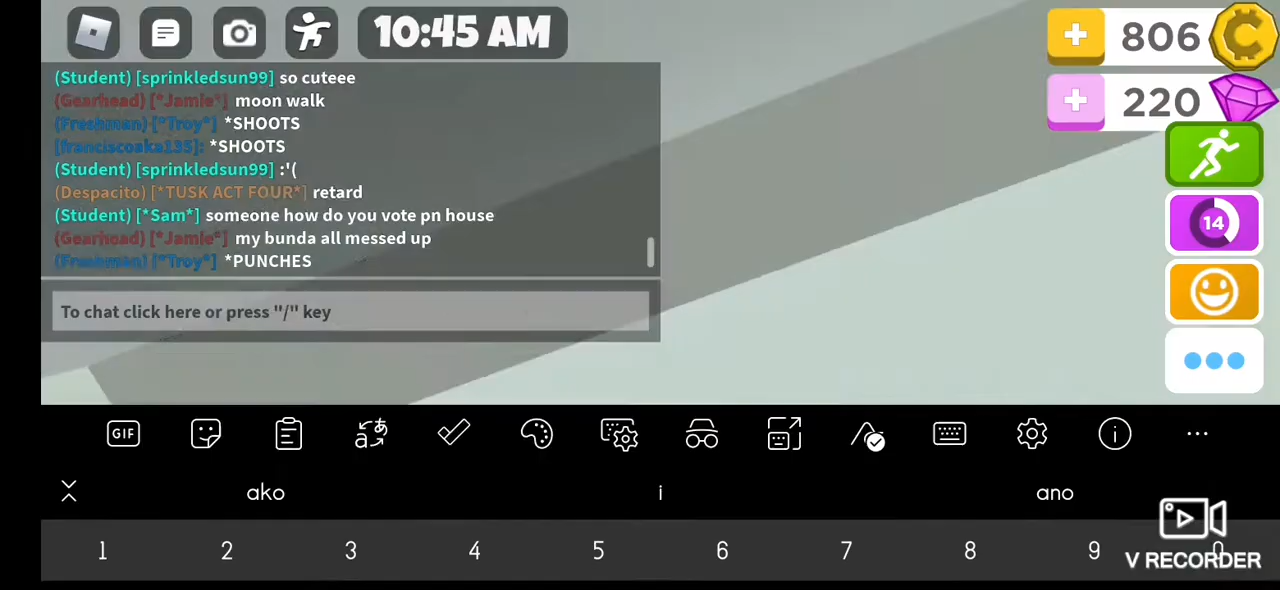 10:45 AM
806
220
(Student) [sprinkledsun99] so cuteee
(Gearhead) [*Jamie*] moon walk
(Freshman) [*Troy*] *SHOOTS
[franciscoaka135]: *SHOOTS
(Student) [sprinkledsun99] :'(
(Despacito) [*TUSK ACT FOUR*] retard
(Student) [*Sam*] someone how do you vote pn house
(Gearhead) [*Jamie*] my bunda all messed up
(Freshman) [*Troy*] *PUNCHES
14
To chat click here or press "/" key
GIF
ako i ano
1 2 3 4 5 6 7 8 9 0
V RECORDER